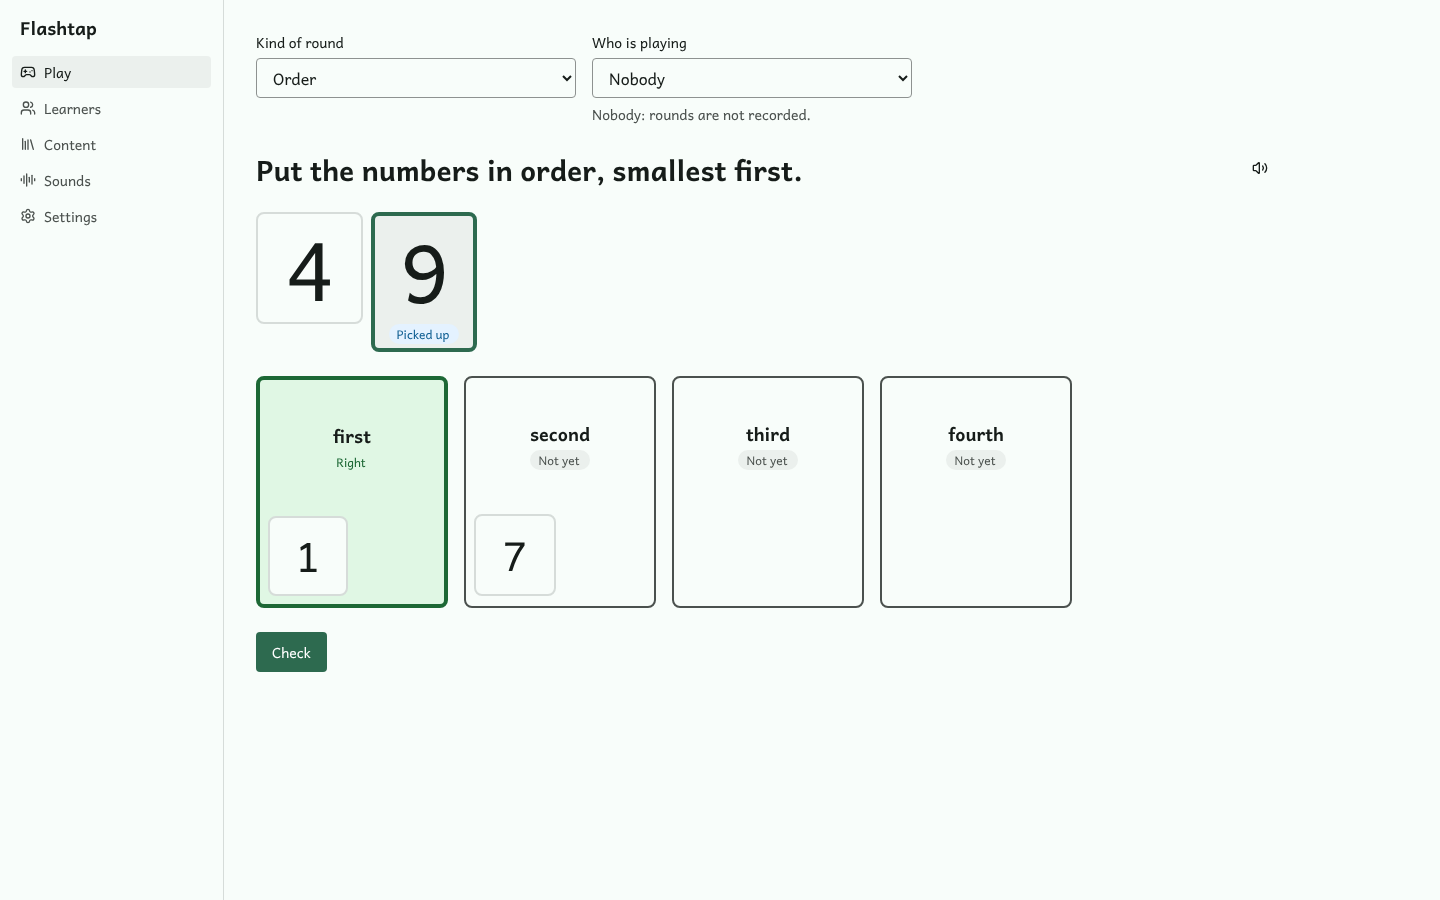 Flashtap
Play
Learners
Content
Sounds
Settings
Kind of round
Order
Who is playing
Nobody
Nobody: rounds are not recorded.
Put the numbers in order, smallest first.
4
9
Picked up
first
Right
1
second
Not yet
7
third
Not yet
fourth
Not yet
Check